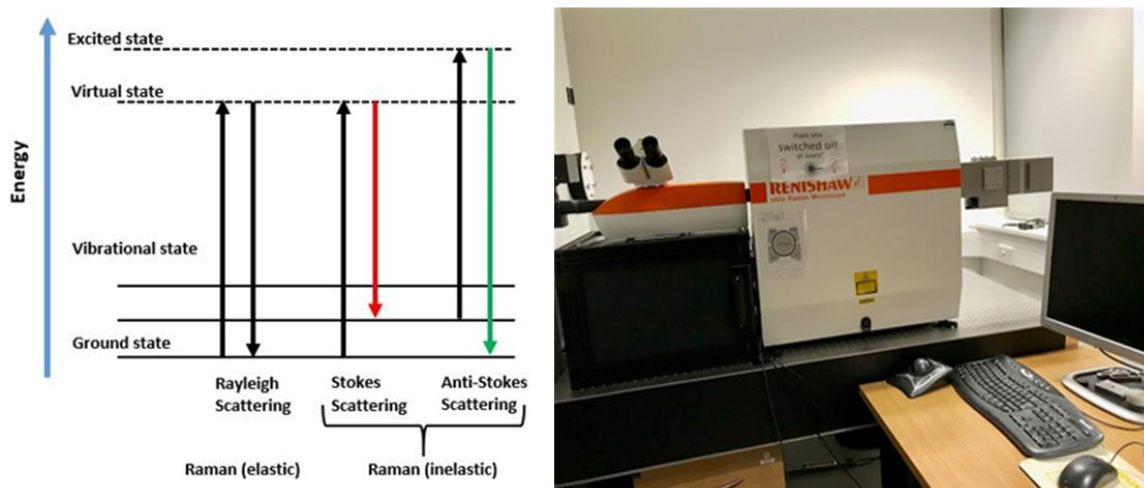 Excited state
Virtual state
Energy
Vibrational state
Ground state
Rayleigh
Scattering
Stokes
Scattering
Anti-Stokes
Scattering
Raman (elastic)
Raman (inelastic)
Have you
switched off
RENISHAW
inVia Raman Microscope